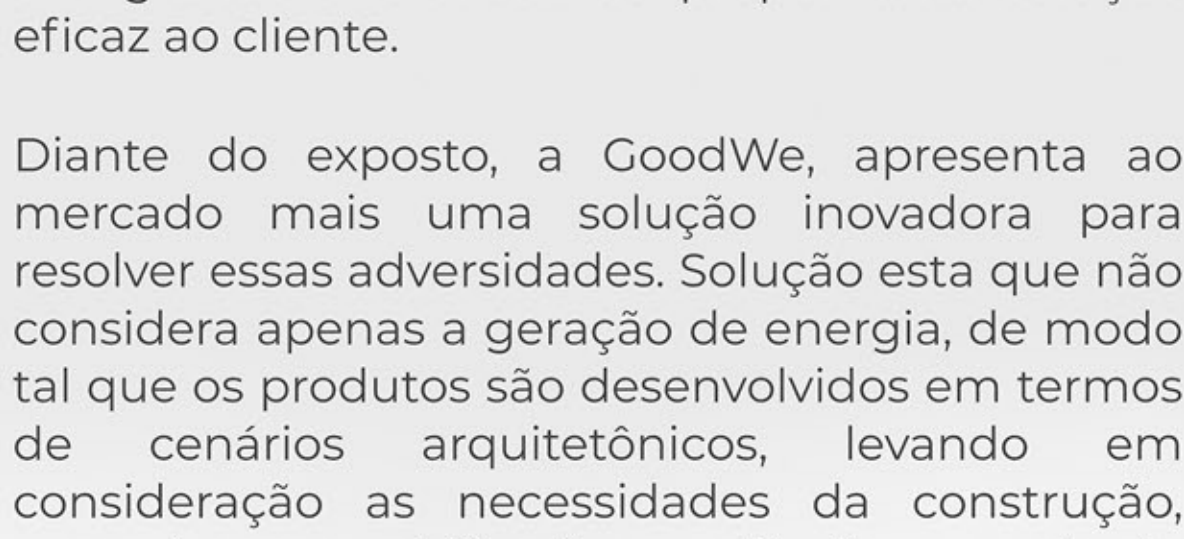 eficaz ao cliente.
Diante do exposto, a GoodWe, apresenta ao
mercado mais uma solução inovadora para
resolver essas adversidades. Solução esta que não
considera apenas a geração de energia, de modo
tal que os produtos são desenvolvidos em termos
de cenários arquitetônicos, levando em
consideração as necessidades da construção,